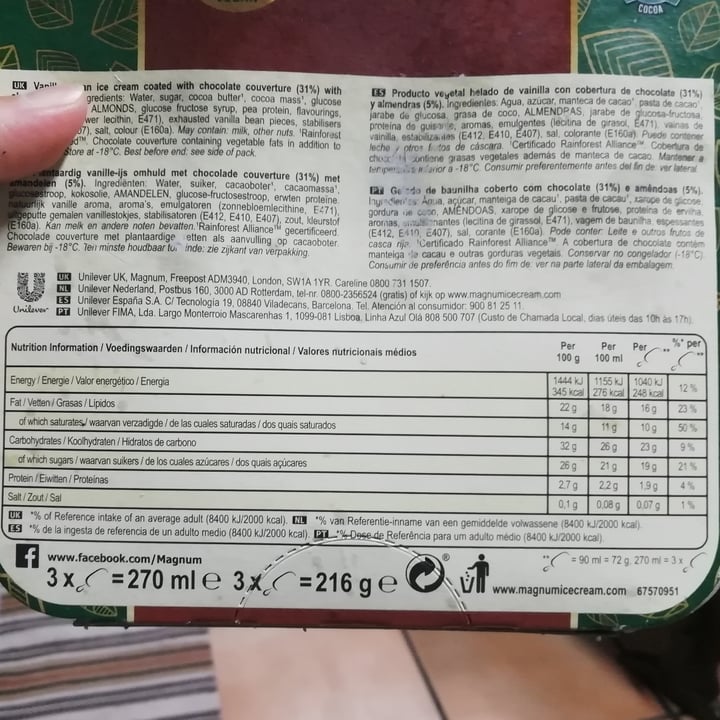 COCOA
UK an ice cream coated with chocolate couverture (31%) with
gredients: Water, sugar, cocoa butter¹, cocoa mass¹, glucose
ALMONDS, glucose fructose syrup, pea protein, flavourings,
wer lecithin, E471), exhausted vanilla bean pieces, stabilisers
07), salt, colour (E160a). May contain: milk, other nuts. ¹Rainforest
Chocolate couverture containing vegetable fats in addition to
Store at -18°C. Best before end: see side of pack.
ntaardig vanille-ijs omhuld met chocolade couverture (31%) met
amandelen (5%). Ingrediënten: Water, suiker, cacaoboter¹, cacaomassa¹,
glucosestroop, kokosolie, AMANDELEN, glucose-fructosestroop, erwten proteïne,
natuurlijk vanille aroma, aroma's, emulgatoren (zonnebloemlecithine, E471),
uitgeputte gemalen vanillestokjes, stabilisatoren (E412, E410, E407), zout, kleurstof
(E160a). Kan melk en andere noten bevatten. ¹Rainforest Alliance™ gecertificeerd.
Chocolade couverture met plantaardige etten als aanvulling op cacaoboter.
Bewaren bij -18°C. Ten minste houdbaar to inde: zie zijkant van verpakking.
ES Producto vegetal helado de vainilla con cobertura de chocolate (31%)
y almendras (5%). Ingredientes: Agua, azúcar, manteca de cacao¹, pasta de cacao¹,
jarabe de glucosa, grasa de coco, ALMENDRAS, jarabe de glucosa-fructosa,
proteína de guisantes, aromas, emulgentes (lecitina de girasol, E471), vainas de
vainilla, estabilizantes (E412, E410, E407), sal, colorante (E160a). Puede contener
leche y otros frutos de cáscara. ¹Certificado Rainforest Alliance™. Cobertura de
contiene grasas vegetales además de manteca de cacao. Mantener a
inferior a -18°C. Consumir preferentemente antes del fin de: ver lateral.
PT Gelado de baunilha coberto com chocolate (31%) e amêndoas (5%).
Ingredientes: Água, açúcar, manteiga de cacau¹, pasta de cacau¹, xarope de glicose,
gordura de coco, AMÊNDOAS, xarope de glicose e frutose, proteína de ervilha,
aromas, emulsionantes (lecitina de girassol, E471), vagem de baunilha, espessantes
(E412, E410, E407), sal, corante (E160a). Pode conter: Leite e outros frutos de
casca rija. ¹Certificado Rainforest Alliance™ A cobertura de chocolate contém
manteiga de cacau e outras gorduras vegetais. Conservar no congelador (-18°C).
Consumir de preferência antes do fim de: ver na parte lateral da embalagem.
Unilever
UK Unilever UK, Magnum, Freepost ADM3940, London, SW1A 1YR. Careline 0800 731 1507.
NL Unilever Nederland, Postbus 160, 3000 AD Rotterdam, tel-nr. 0800-2356524 (gratis) of kijk op www.magnumicecream.com
ES Unilever España S.A. C/ Tecnología 19, 08840 Viladecans, Barcelona. Tel. Atención al consumidor: 900 81 25 11.
PT Unilever FIMA, Lda. Largo Monterroio Mascarenhas 1, 1099-081 Lisboa, Linha Azul Olá 808 500 707 (Custo de Chamada Local, dias úteis das 10h às 17h).
Nutrition Information / Voedingswaarden / Información nutricional / Valores nutricionais médios Per 100 g Per 100 ml Per ** %* per **
Energy / Energie / Valor energético / Energia 1444 kJ 345 kcal 1155 kJ 276 kcal 1040 kJ 248 kcal 12 %
Fat / Vetten / Grasas / Lípidos 22 g 18 g 16 g 23 %
of which saturates / waarvan verzadigde / de las cuales saturadas / dos quais saturados 14 g 11 g 10 g 50 %
Carbohydrates / Koolhydraten / Hidratos de carbono 32 g 26 g 23 g 9 %
of which sugars / waarvan suikers / de los cuales azúcares / dos quais açúcares 26 g 21 g 19 g 21 %
Protein / Eiwitten / Proteínas 2,7 g 2,2 g 1,9 g 4 %
Salt / Zout / Sal 0,1 g 0,08 g 0,07 g 1 %
UK *% of Reference intake of an average adult (8400 kJ/2000 kcal). NL *% van Referentie-inname van een gemiddelde volwassene (8400 kJ/2000 kcal).
ES *% de la ingesta de referencia de un adulto medio (8400 kJ/2000 kcal). PT *% Dose de Referência para um adulto médio (8400 kJ/2000 kcal).
f www.facebook.com/Magnum
** = 90 ml = 72 g. 270 ml = 3 x
3 x = 270 ml e 3 x = 216 g e ®
www.magnumicecream.com 67570951